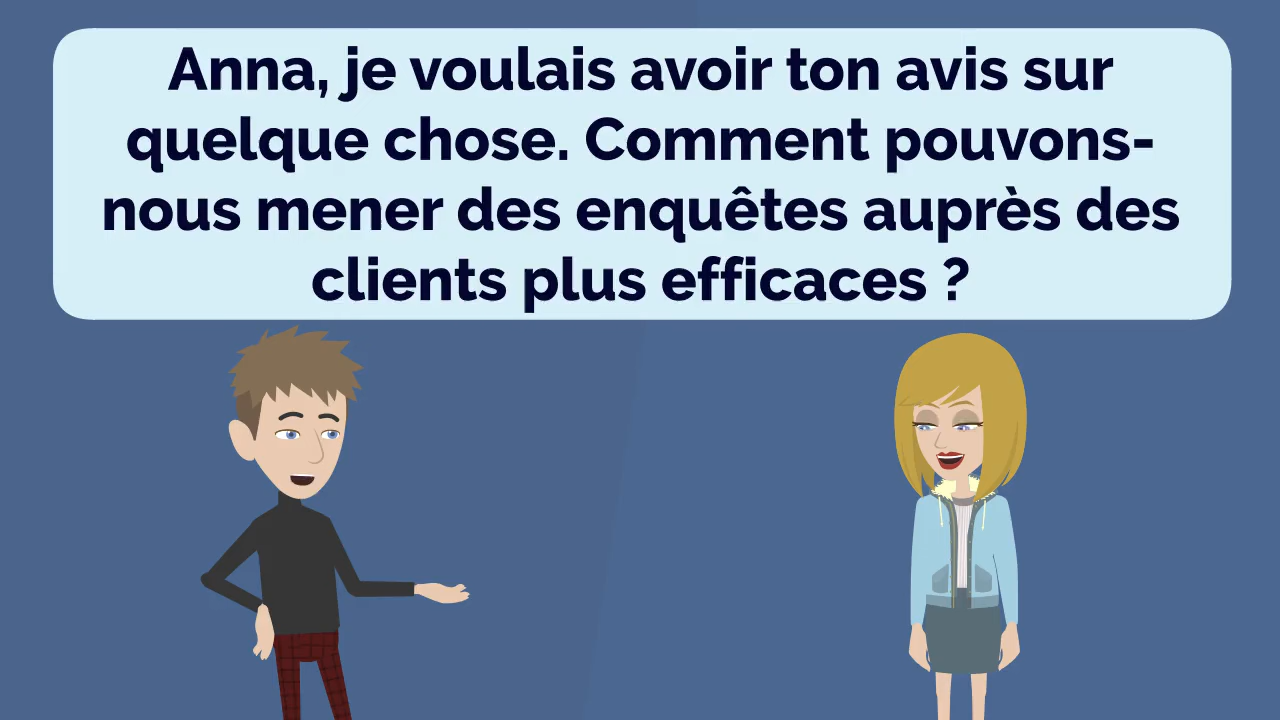 Anna, je voulais avoir ton avis sur
quelque chose. Comment pouvons-
nous mener des enquêtes auprès des
clients plus efficaces ?